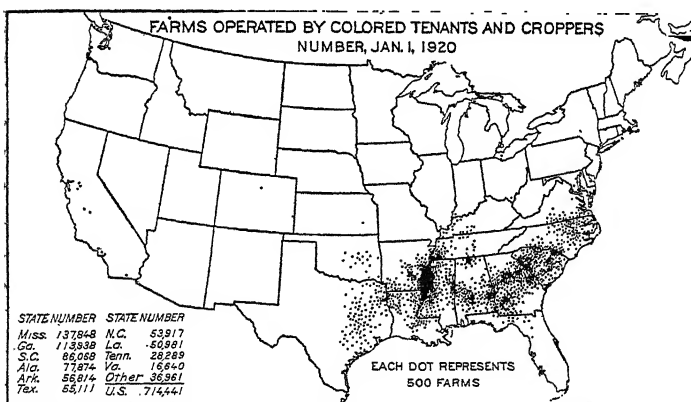 FARMS OPERATED BY COLORED TENANTS AND CROPPERS
NUMBER, JAN. 1, 1920
STATE NUMBER STATE NUMBER
Miss. 137,848 N.C. 53,917
Ga. 113,938 La. 50,981
S.C. 86,068 Tenn. 28,289
Ala. 77,874 Va. 16,640
Ark. 56,814 Other 36,961
Tex. 55,111 U.S. 714,441
EACH DOT REPRESENTS
500 FARMS